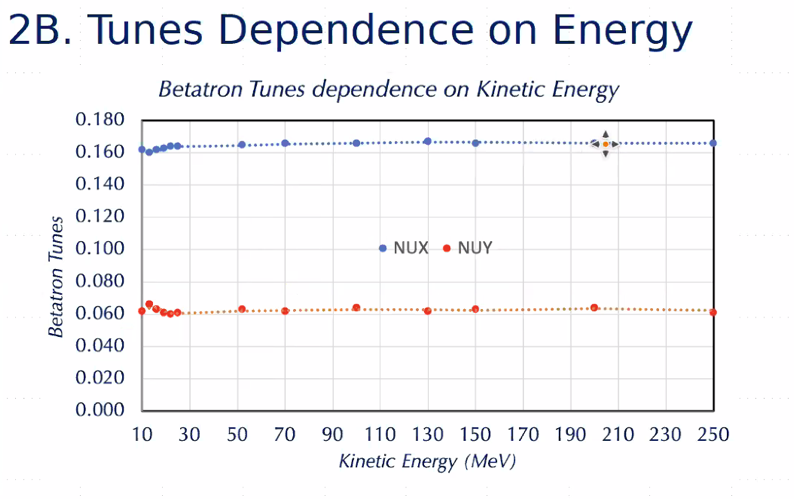 2B. Tunes Dependence on Energy
Betatron Tunes dependence on Kinetic Energy
0.180
0.160
0.140
0.120
0.100
0.080
0.060
0.040
0.020
0.000
Betatron Tunes
NUX NUY
10 30 50 70 90 110 130 150 170 190 210 230 250
Kinetic Energy (MeV)